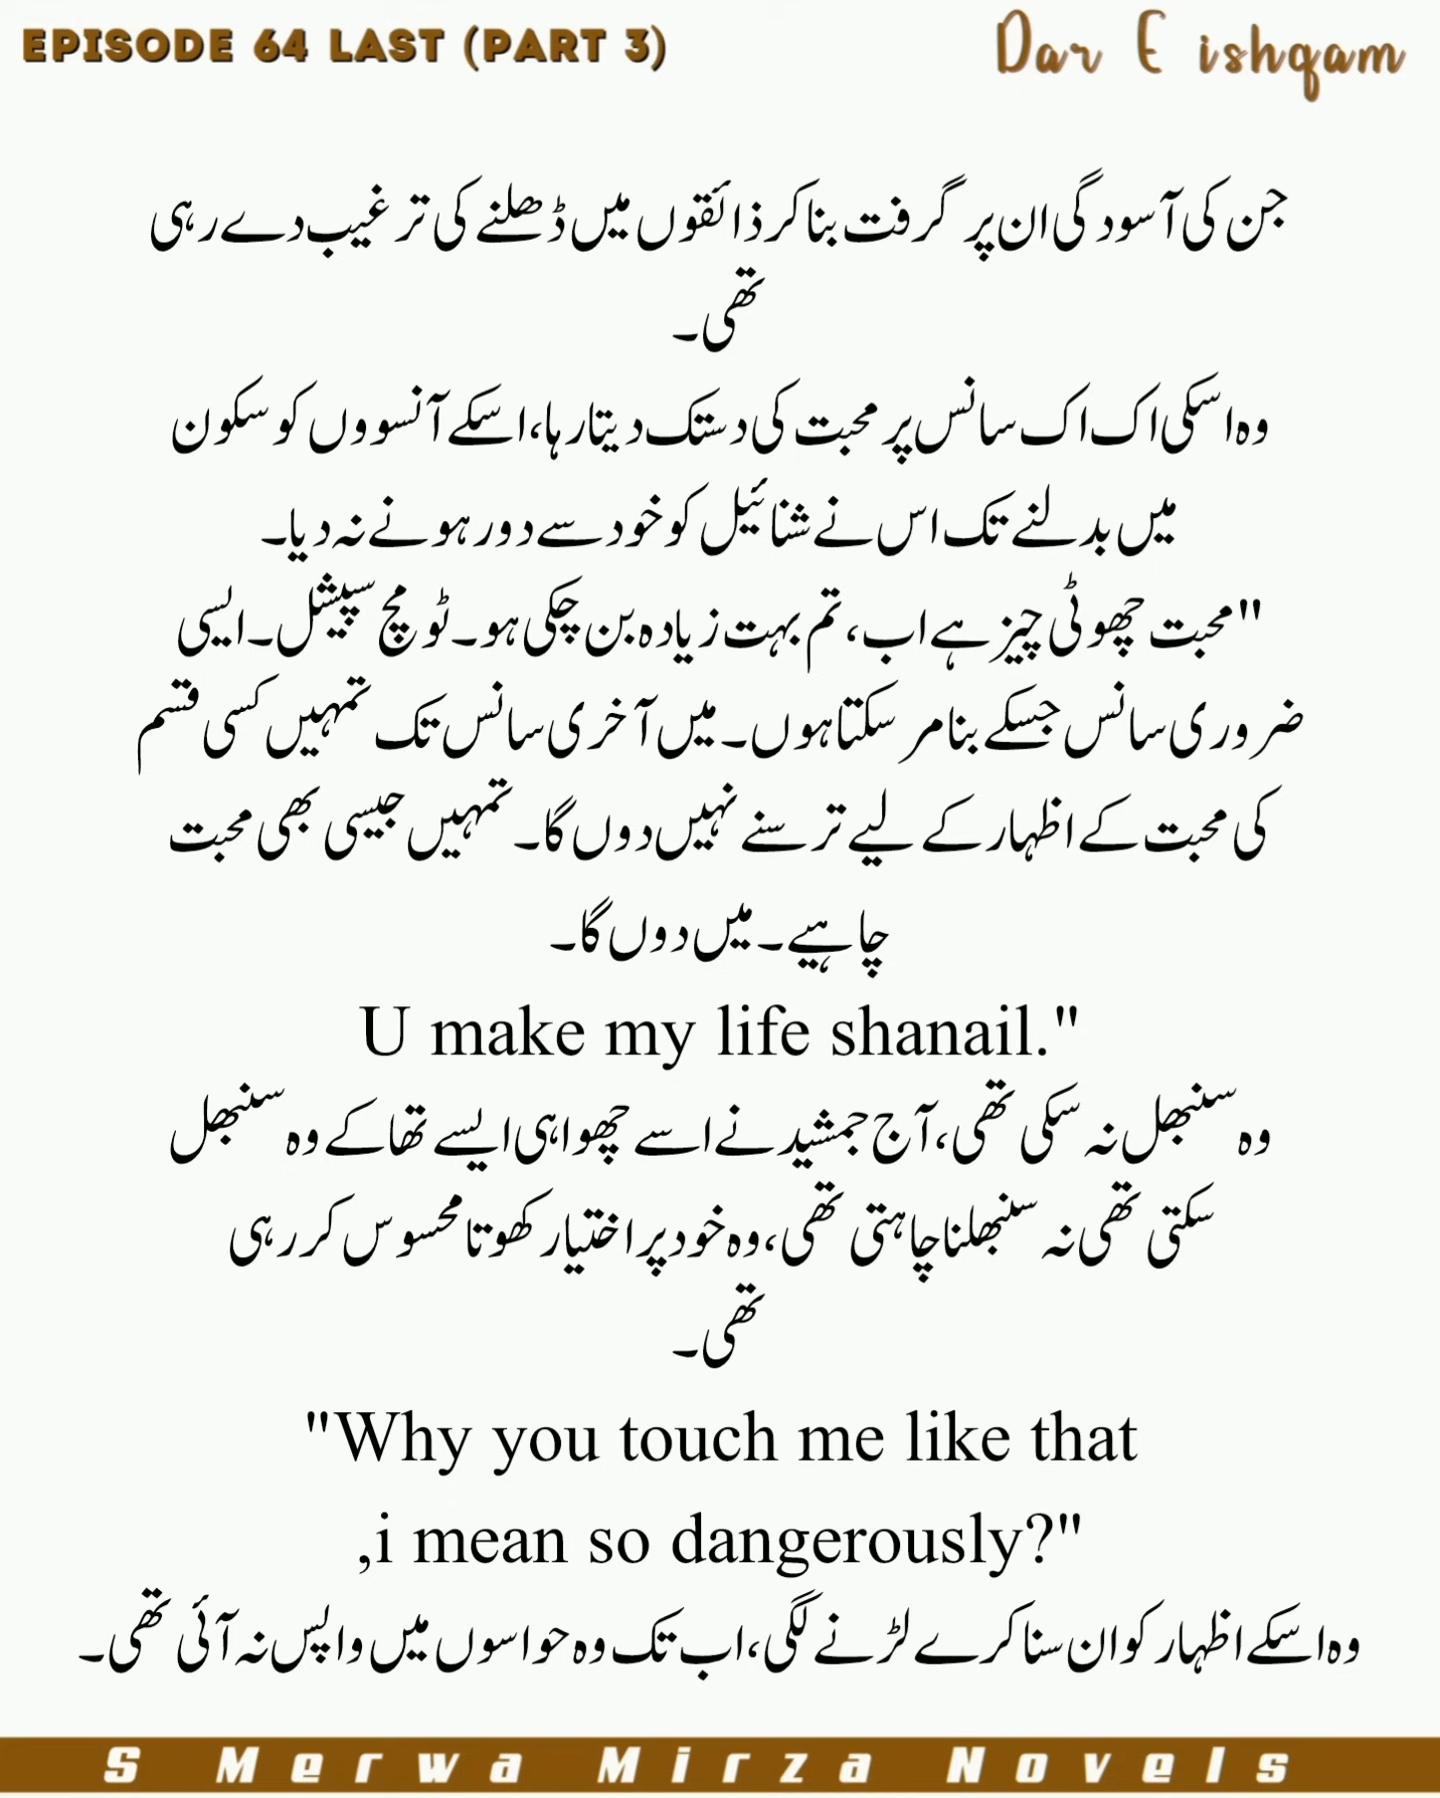 EPISODE 64 LAST (PART 3)
Dar E ishqam
جن کی آسودگی ان پر گرفت بنا کر ذائقوں میں ڈھلنے کی ترغیب دے رہی
تھی۔
وہ اسکی اک اک سانس پر محبت کی دستک دیتا رہا، اسکے آنسووں کو سکون
میں بدلنے تک اس نے شنائیل کو خود سے دور ہونے نہ دیا۔
"محبت چھوٹی چیز ہے اب، تم بہت زیادہ بن چکی ہو۔ ٹو مچ سپیشل۔ ایسی
ضروری سانس جسکے بنا مر سکتا ہوں۔ میں آخری سانس تک تمہیں کسی قسم
کی محبت کے اظہار کے لیے ترسنے نہیں دوں گا۔ تمہیں جیسی بھی محبت
چاہیے۔ میں دوں گا۔
U make my life shanail."
وہ سنبھل نہ سکی تھی، آج جمشید نے اسے چھوا ہی ایسے تھا کے وہ سنبھل
سکتی تھی نہ سنبھلنا چاہتی تھی، وہ خود پر اختیار کھوتا محسوس کر رہی
تھی۔
"Why you touch me like that
,i mean so dangerously?"
وہ اسکے اظہار کو ان سنا کرے لڑنے لگی، اب تک وہ حواسوں میں واپس نہ آئی تھی۔
S Merwa Mirza Novels